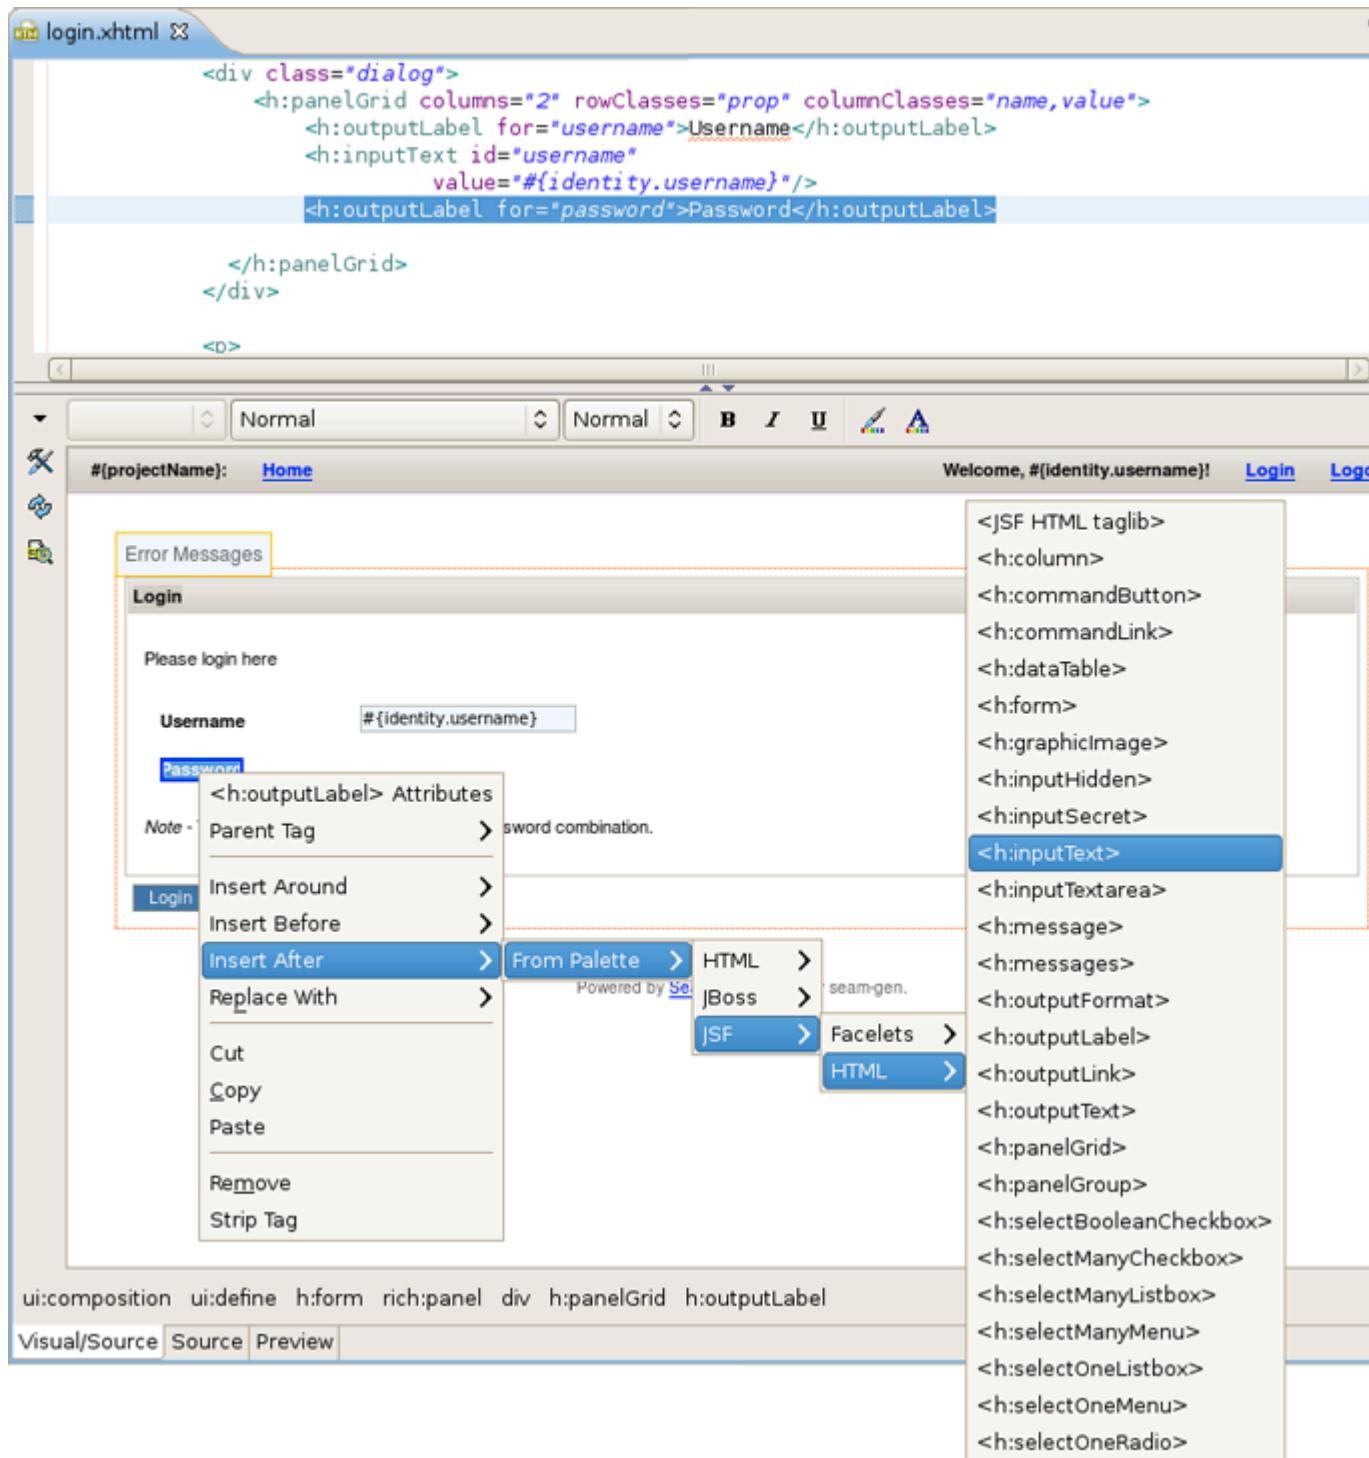 login.xhtml
<div class="dialog">
<h:panelGrid columns="2" rowClasses="prop" columnClasses="name,value">
<h:outputLabel for="username">Username</h:outputLabel>
<h:inputText id="username"
value="#{identity.username}"/>
<h:outputLabel for="password">Password</h:outputLabel>
</h:panelGrid>
</div>
<p>
Normal Normal B I U A
#{projectName}: Home Welcome, #{identity.username}! Login
Error Messages
Login
Please login here
Username #{identity.username}
Password
Note - sword combination.
Login
Powered by seam-gen.
<h:outputLabel> Attributes
Parent Tag
Insert Around
Insert Before
Insert After
Replace With
Cut
Copy
Paste
Remove
Strip Tag
From Palette
HTML
JBoss
JSF
Facelets
HTML
<JSF HTML taglib>
<h:column>
<h:commandButton>
<h:commandLink>
<h:dataTable>
<h:form>
<h:graphicImage>
<h:inputHidden>
<h:inputSecret>
<h:inputText>
<h:inputTextarea>
<h:message>
<h:messages>
<h:outputFormat>
<h:outputLabel>
<h:outputLink>
<h:outputText>
<h:panelGrid>
<h:panelGroup>
<h:selectBooleanCheckbox>
<h:selectManyCheckbox>
<h:selectManyListbox>
<h:selectManyMenu>
<h:selectOneListbox>
<h:selectOneMenu>
<h:selectOneRadio>
ui:composition ui:define h:form rich:panel div h:panelGrid h:outputLabel
Visual/Source Source Preview